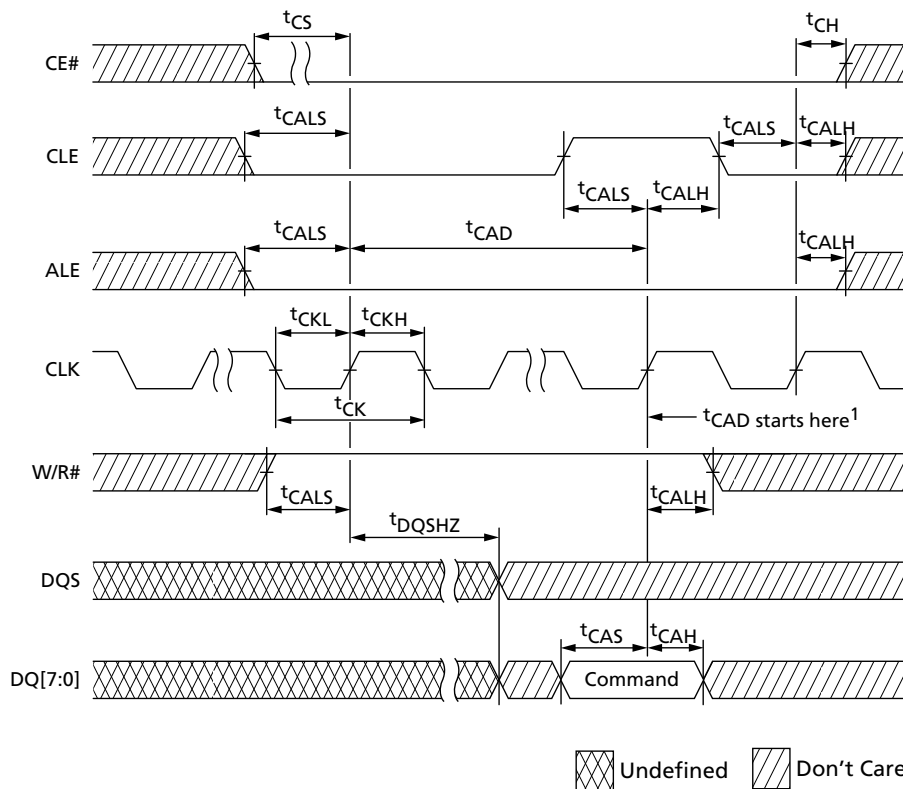 tCS
tCH
CE#
tCALS
tCALS
tCALH
CLE
tCALS
tCALH
tCALS
tCAD
tCALH
ALE
tCKL
tCKH
CLK
tCK
tCAD starts here1
W/R#
tCALS
tCALH
tDQSHZ
DQS
tCAS
tCAH
DQ[7:0]
Command
Undefined
Don't Care